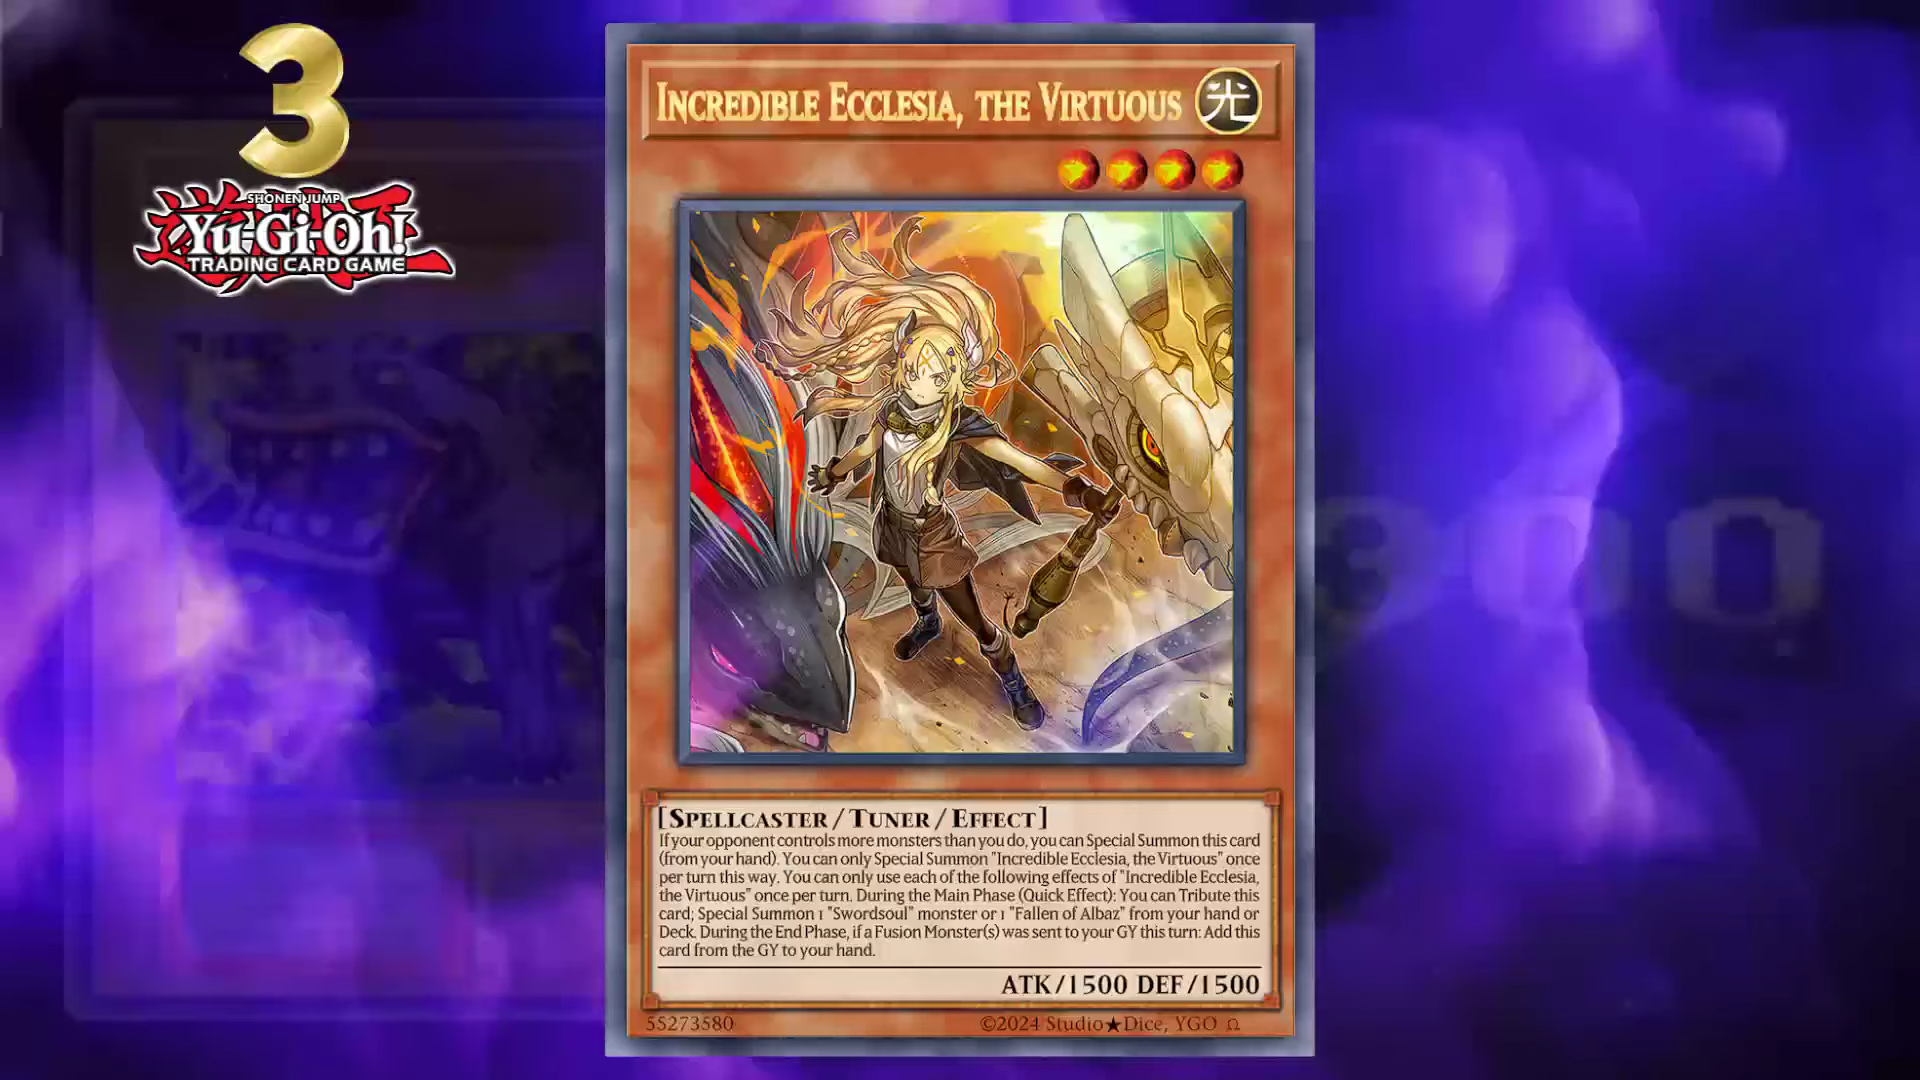 3
SHONEN JUMP
Yu-Gi-Oh!
TRADING CARD GAME
INCREDIBLE ECCLESIA, THE VIRTUOUS
光
[SPELLCASTER/TUNER/EFFECT]
If your opponent controls more monsters than you do, you can Special Summon this card
(from your hand). You can only Special Summon "Incredible Ecclesia, the Virtuous" once
per turn this way. You can only use each of the following effects of "Incredible Ecclesia,
the Virtuous" once per turn. During the Main Phase (Quick Effect): You can Tribute this
card; Special Summon 1 "Swordsoul" monster or 1 "Fallen of Albaz" from your hand or
Deck. During the End Phase, if a Fusion Monster(s) was sent to your GY this turn: Add this
card from the GY to your hand.
ATK/1500 DEF/1500
55273580
©2024 Studio★Dice, YGO Ω